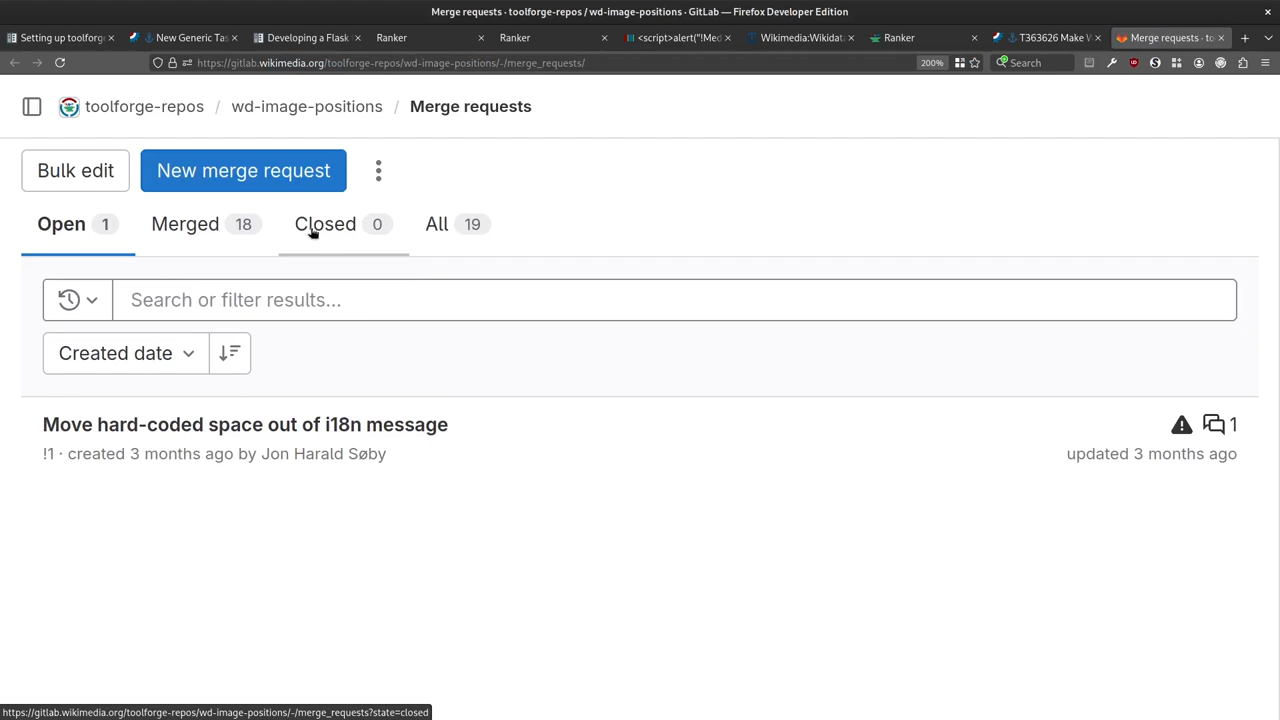 Merge requests · toolforge-repos / wd-image-positions · GitLab — Firefox Developer Edition
Setting up toolforg
New Generic Tas
Developing a Flask
Ranker
Ranker
<script>alert("!Med
Wikimedia:Wikidat
Ranker
T363626 Make W
Merge requests · to
https://gitlab.wikimedia.org/toolforge-repos/wd-image-positions/-/merge_requests/
200%
Search
toolforge-repos / wd-image-positions / Merge requests
Bulk edit
New merge request
Open 1
Merged 18
Closed 0
All 19
Search or filter results...
Created date
Move hard-coded space out of i18n message
1
!1 · created 3 months ago by Jon Harald Søby
updated 3 months ago
https://gitlab.wikimedia.org/toolforge-repos/wd-image-positions/-/merge_requests?state=closed